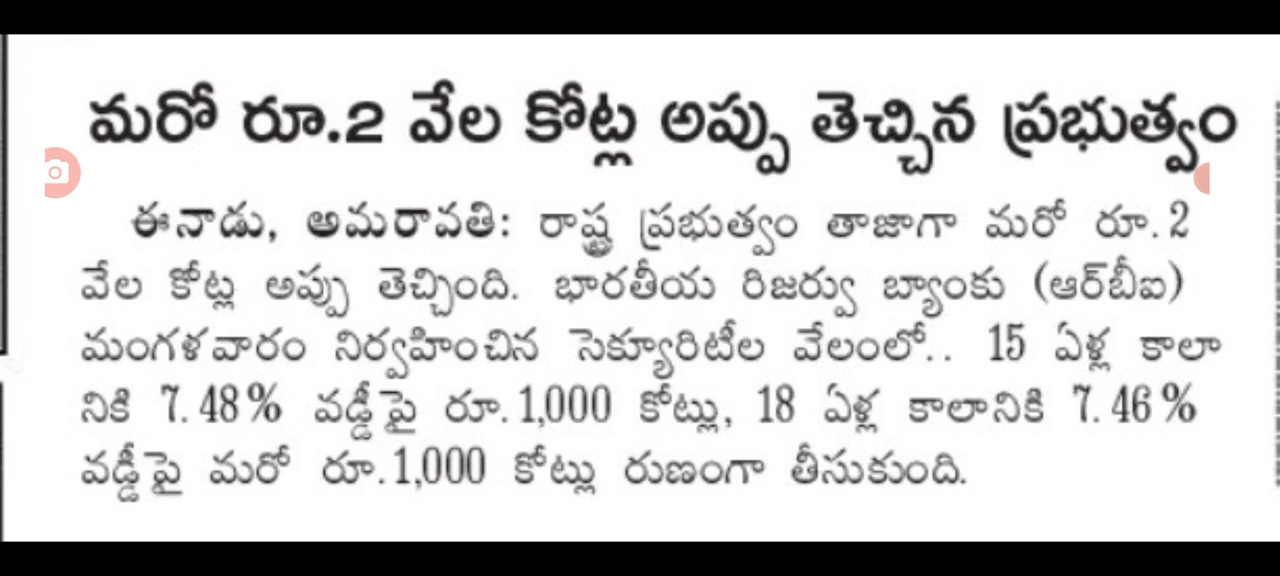 మరో రూ.2 వేల కోట్ల అప్పు తెచ్చిన ప్రభుత్వం
ఈనాడు, అమరావతి: రాష్ట్ర ప్రభుత్వం తాజాగా మరో రూ.2
వేల కోట్ల అప్పు తెచ్చింది. భారతీయ రిజర్వు బ్యాంకు (ఆర్‌బీఐ)
మంగళవారం నిర్వహించిన సెక్యూరిటీల వేలంలో.. 15 ఏళ్ల కాలా
నికి 7.48% వడ్డీపై రూ.1,000 కోట్లు, 18 ఏళ్ల కాలానికి 7.46%
వడ్డీపై మరో రూ.1,000 కోట్లు రుణంగా తీసుకుంది.